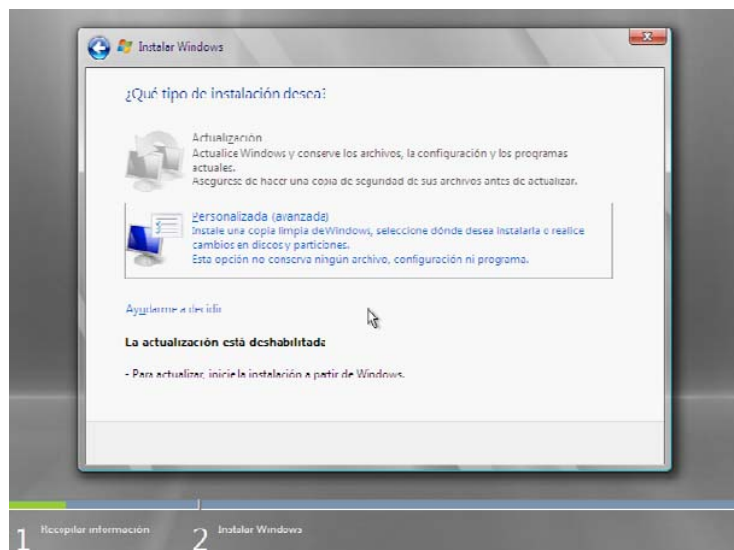 Instalar Windows
¿Qué tipo de instalación desea?
Actualización
Actualice Windows y conserve los archivos, la configuración y los programas
actuales.
Asegúrese de hacer una copia de seguridad de sus archivos antes de actualizar.
Personalizada (avanzada)
Instale una copia limpia de Windows, seleccione dónde desea instalarla o realice
cambios en discos y particiones.
Esta opción no conserva ningún archivo, configuración ni programa.
Ayudarme a decidir
La actualización está deshabilitada
- Para actualizar, inicie la instalación a partir de Windows.
1 Recopilar información
2 Instalar Windows